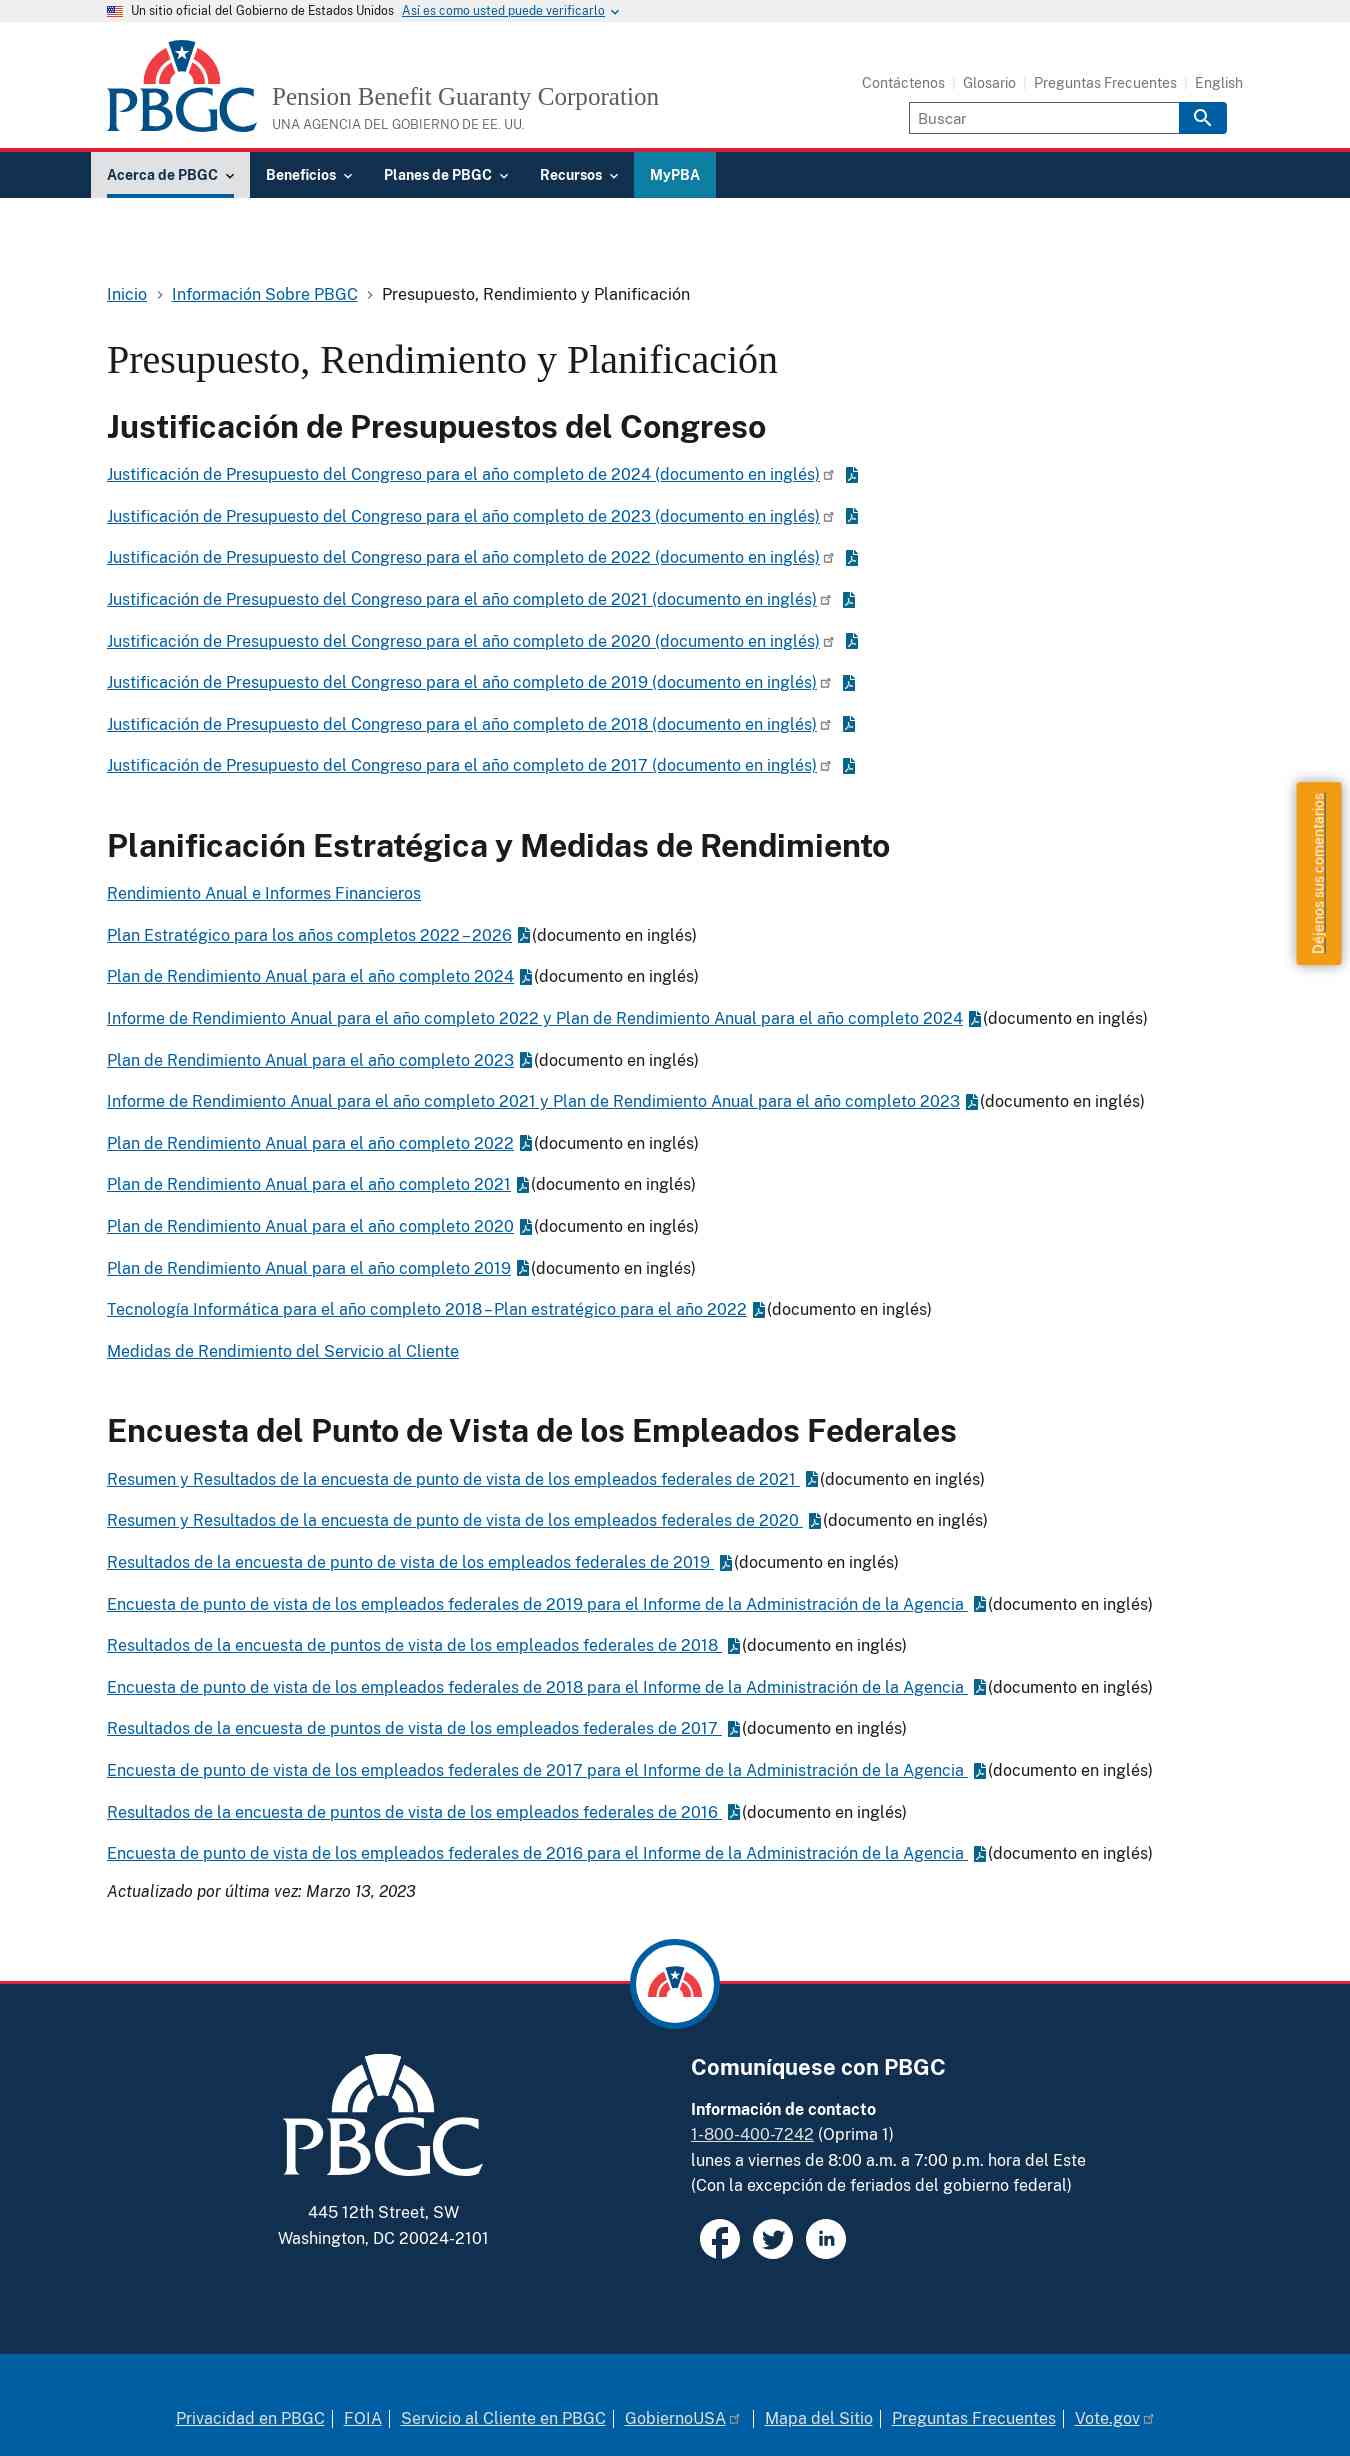 Un sitio oficial del Gobierno de Estados Unidos Así es como usted puede verificarlo
PBGC
Pension Benefit Guaranty Corporation
UNA AGENCIA DEL GOBIERNO DE EE. UU.
Contáctenos Glosario Preguntas Frecuentes English
Buscar
Acerca de PBGC Beneficios Planes de PBGC Recursos MyPBA
Inicio Información Sobre PBGC Presupuesto, Rendimiento y Planificación
Presupuesto, Rendimiento y Planificación
Justificación de Presupuestos del Congreso
Justificación de Presupuesto del Congreso para el año completo de 2024 (documento en inglés)
Justificación de Presupuesto del Congreso para el año completo de 2023 (documento en inglés)
Justificación de Presupuesto del Congreso para el año completo de 2022 (documento en inglés)
Justificación de Presupuesto del Congreso para el año completo de 2021 (documento en inglés)
Justificación de Presupuesto del Congreso para el año completo de 2020 (documento en inglés)
Justificación de Presupuesto del Congreso para el año completo de 2019 (documento en inglés)
Justificación de Presupuesto del Congreso para el año completo de 2018 (documento en inglés)
Justificación de Presupuesto del Congreso para el año completo de 2017 (documento en inglés)
Déjenos sus comentarios
Planificación Estratégica y Medidas de Rendimiento
Rendimiento Anual e Informes Financieros
Plan Estratégico para los años completos 2022–2026 (documento en inglés)
Plan de Rendimiento Anual para el año completo 2024 (documento en inglés)
Informe de Rendimiento Anual para el año completo 2022 y Plan de Rendimiento Anual para el año completo 2024 (documento en inglés)
Plan de Rendimiento Anual para el año completo 2023 (documento en inglés)
Informe de Rendimiento Anual para el año completo 2021 y Plan de Rendimiento Anual para el año completo 2023 (documento en inglés)
Plan de Rendimiento Anual para el año completo 2022 (documento en inglés)
Plan de Rendimiento Anual para el año completo 2021 (documento en inglés)
Plan de Rendimiento Anual para el año completo 2020 (documento en inglés)
Plan de Rendimiento Anual para el año completo 2019 (documento en inglés)
Tecnología Informática para el año completo 2018–Plan estratégico para el año 2022 (documento en inglés)
Medidas de Rendimiento del Servicio al Cliente
Encuesta del Punto de Vista de los Empleados Federales
Resumen y Resultados de la encuesta de punto de vista de los empleados federales de 2021 (documento en inglés)
Resumen y Resultados de la encuesta de punto de vista de los empleados federales de 2020 (documento en inglés)
Resultados de la encuesta de punto de vista de los empleados federales de 2019 (documento en inglés)
Encuesta de punto de vista de los empleados federales de 2019 para el Informe de la Administración de la Agencia (documento en inglés)
Resultados de la encuesta de puntos de vista de los empleados federales de 2018 (documento en inglés)
Encuesta de punto de vista de los empleados federales de 2018 para el Informe de la Administración de la Agencia (documento en inglés)
Resultados de la encuesta de puntos de vista de los empleados federales de 2017 (documento en inglés)
Encuesta de punto de vista de los empleados federales de 2017 para el Informe de la Administración de la Agencia (documento en inglés)
Resultados de la encuesta de puntos de vista de los empleados federales de 2016 (documento en inglés)
Encuesta de punto de vista de los empleados federales de 2016 para el Informe de la Administración de la Agencia (documento en inglés)
Actualizado por última vez: Marzo 13, 2023
PBGC
445 12th Street, SW
Washington, DC 20024-2101
Comuníquese con PBGC
Información de contacto
1-800-400-7242 (Oprima 1)
lunes a viernes de 8:00 a.m. a 7:00 p.m. hora del Este
(Con la excepción de feriados del gobierno federal)
in
Privacidad en PBGC FOIA Servicio al Cliente en PBGC GobiernoUSA Mapa del Sitio Preguntas Frecuentes Vote.gov